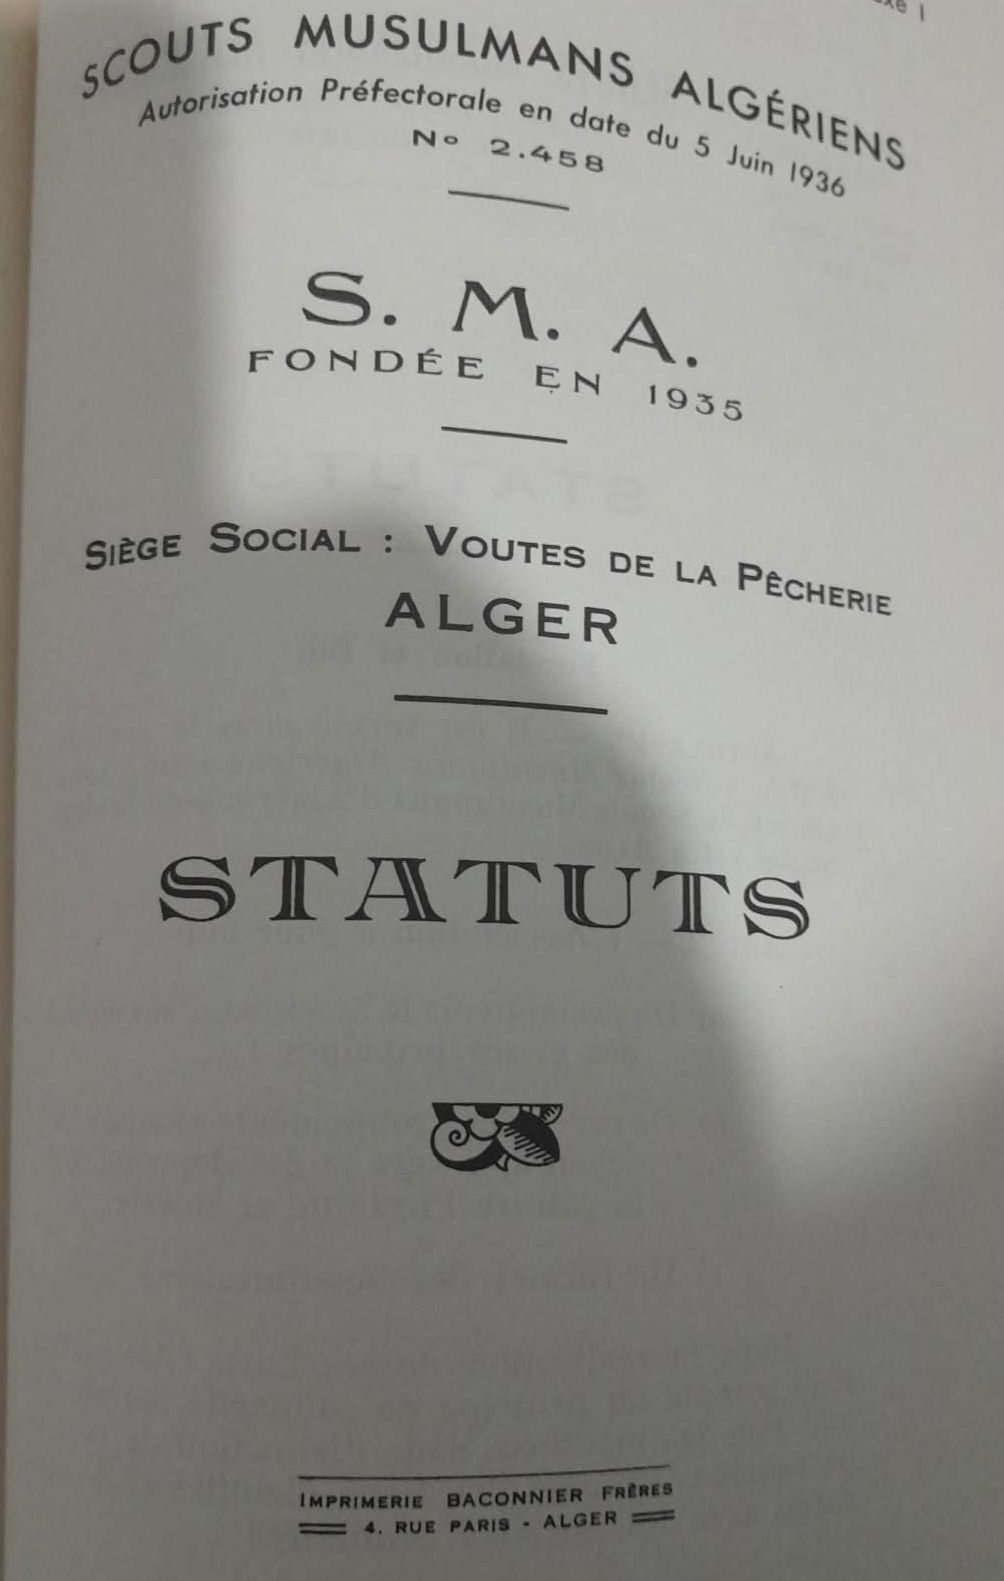 SCOUTS MUSULMANS ALGÉRIENS
Autorisation Préfectorale en date du 5 Juin 1936
No 2.458
S. M. A.
FONDÉE EN 1935
SIÈGE SOCIAL : VOUTES DE LA PÊCHERIE
ALGER
STATUTS
IMPRIMERIE BACONNIER FRÈRES
4. RUE PARIS - ALGER